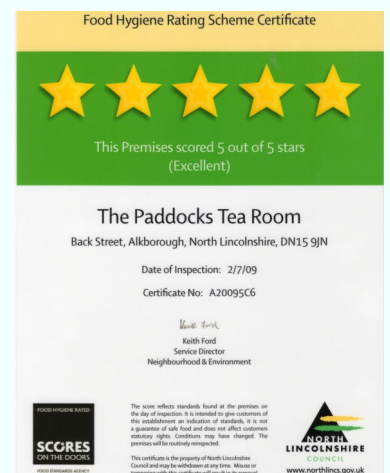 Food Hygiene Rating Scheme Certificate
This Premises scored 5 out of 5 stars
(Excellent)
The Paddocks Tea Room
Back Street, Alkborough, North Lincolnshire, DN15 9JN
Date of Inspection: 2/7/09
Certificate No: A20095C6
Keith Ford
Keith Ford
Service Director
Neighbourhood & Environment
FOOD HYGIENE RATED
SCORES
ON THE DOORS
FOOD STANDARDS AGENCY
The score reflects standards found at the premises on
the day of inspection. It is intended to give customers of
this establishment an indication of standards, it is not
a guarantee of safe food and does not affect customers
statutory rights. Conditions may have changed. The
premises will be routinely reinspected.
This certificate is the property of North Lincolnshire
Council and may be withdrawn at any time. Misuse or
NORTH
LINCOLNSHIRE
COUNCIL
www.northlincs.gov.uk